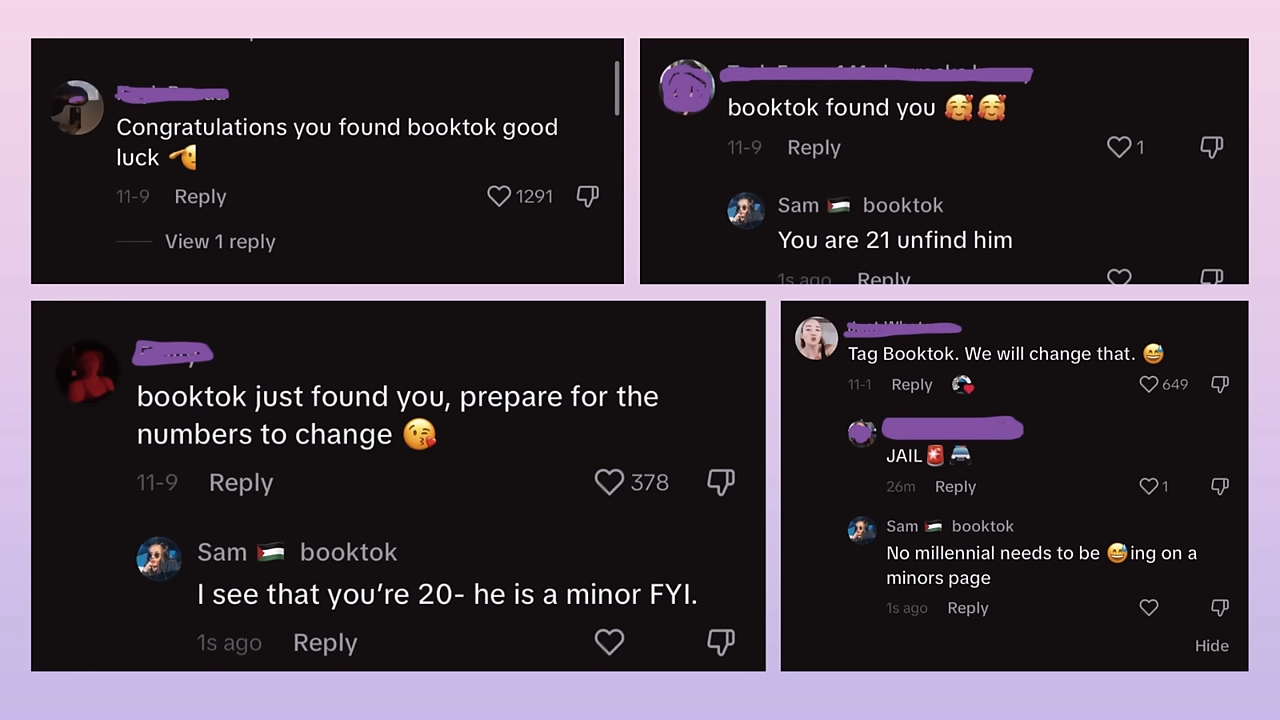 Congratulations you found booktok good
luck 🫡
11-9 Reply 1291
View 1 reply
booktok found you 🥰🥰
11-9 Reply 1
Sam 🇵🇸 booktok
You are 21 unfind him
1s ago Reply
booktok just found you, prepare for the
numbers to change 😘
11-9 Reply 378
Sam 🇵🇸 booktok
I see that you’re 20- he is a minor FYI.
1s ago Reply
Tag Booktok. We will change that. 😅
11-1 Reply 649
JAIL🚨🚔
26m Reply 1
Sam 🇵🇸 booktok
No millennial needs to be 😅ing on a
minors page
1s ago Reply
Hide